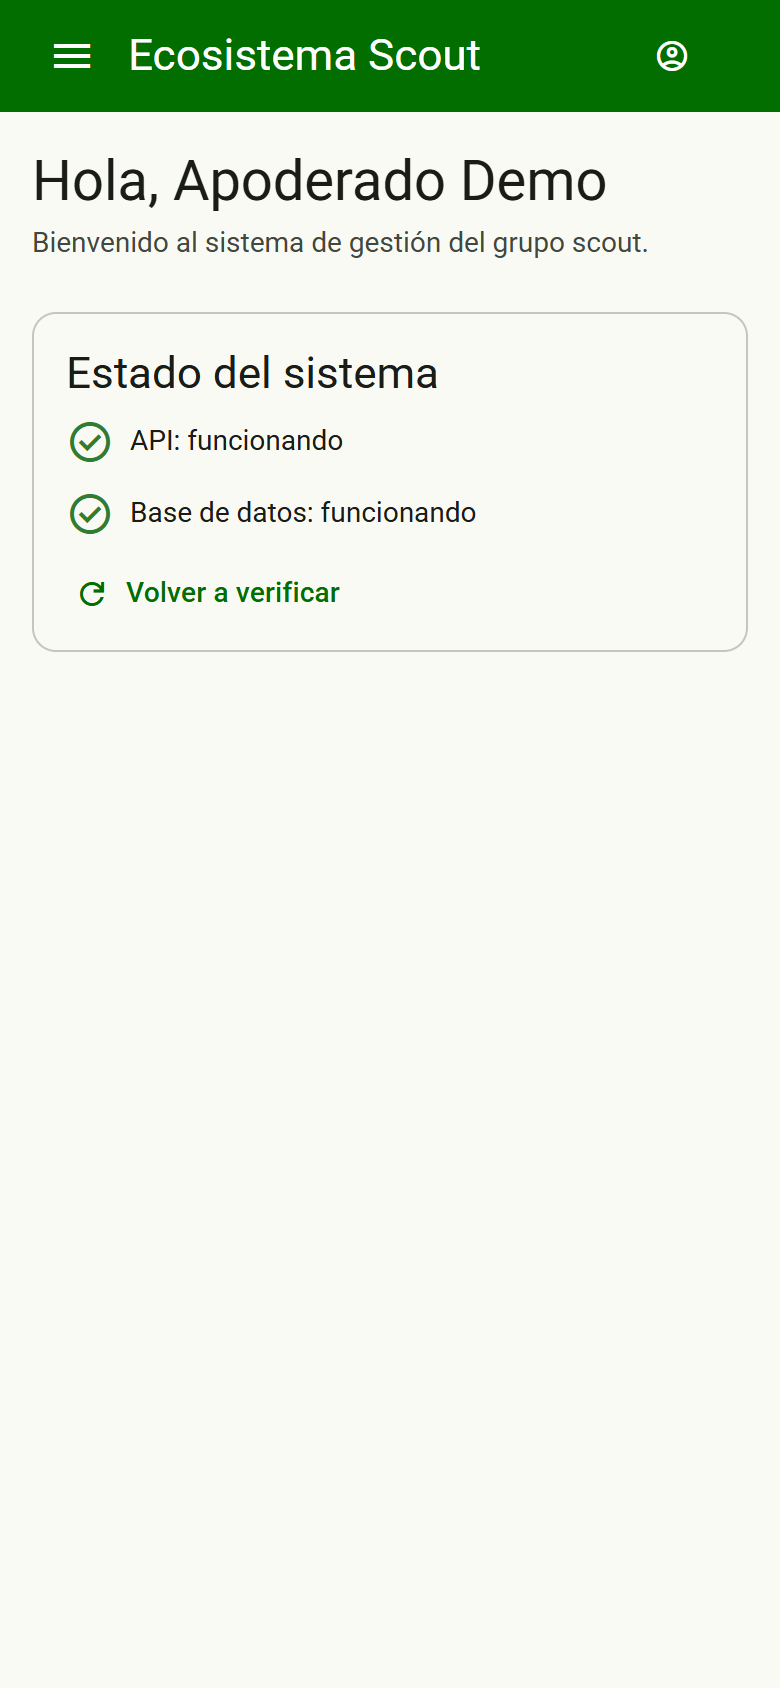 Ecosistema Scout
Hola, Apoderado Demo
Bienvenido al sistema de gestión del grupo scout.
Estado del sistema
API: funcionando
Base de datos: funcionando
Volver a verificar